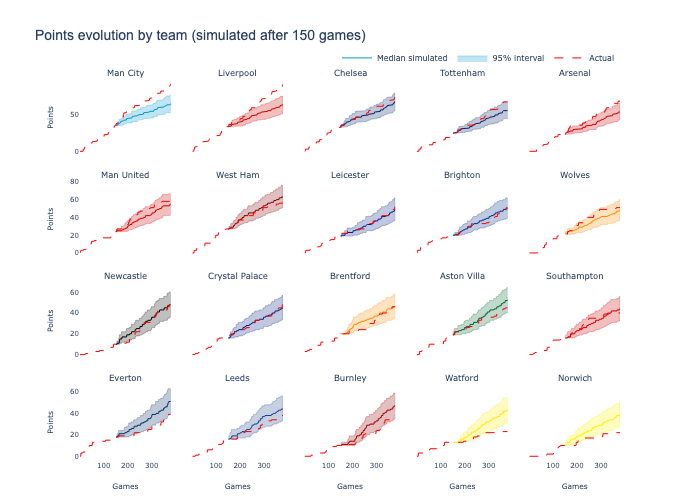 Points evolution by team (simulated after 150 games)
Median simulated 95% interval Actual
Man City Liverpool Chelsea Tottenham Arsenal
50
0
Points
Man United West Ham Leicester Brighton Wolves
80
60
40
20
0
Points
Newcastle Crystal Palace Brentford Aston Villa Southampton
60
40
20
0
Points
Everton Leeds Burnley Watford Norwich
60
40
20
0
Points
100 200 300 100 200 300 100 200 300 100 200 300 100 200 300
Games Games Games Games Games